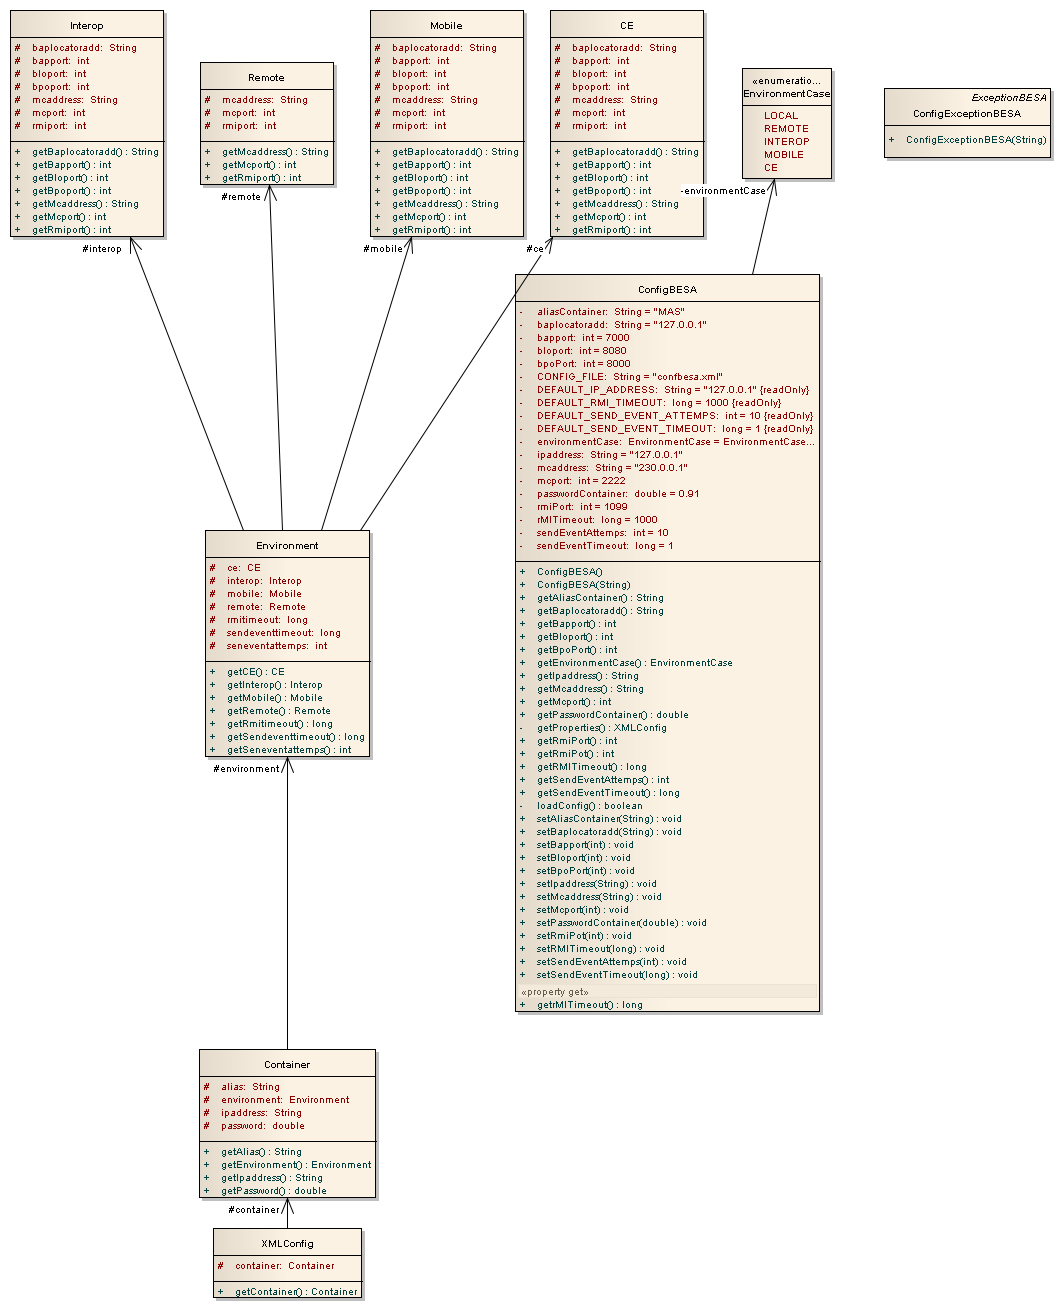 Interop
# baplocatoradd: String
# bapport: int
# bloport: int
# bpoport: int
# mcaddress: String
# mcport: int
# rmiport: int
+ getBaplocatoradd() : String
+ getBapport() : int
+ getBloport() : int
+ getBpoport() : int
+ getMcaddress() : String
+ getMcport() : int
+ getRmiport() : int
Remote
# mcaddress: String
# mcport: int
# rmiport: int
+ getMcaddress() : String
+ getMcport() : int
+ getRmiport() : int
Mobile
# baplocatoradd: String
# bapport: int
# bloport: int
# bpoport: int
# mcaddress: String
# mcport: int
# rmiport: int
+ getBaplocatoradd() : String
+ getBapport() : int
+ getBloport() : int
+ getBpoport() : int
+ getMcaddress() : String
+ getMcport() : int
+ getRmiport() : int
CE
# baplocatoradd: String
# bapport: int
# bloport: int
# bpoport: int
# mcaddress: String
# mcport: int
# rmiport: int
+ getBaplocatoradd() : String
+ getBapport() : int
+ getBloport() : int
+ getBpoport() : int
+ getMcaddress() : String
+ getMcport() : int
+ getRmiport() : int
«enumeratio...
EnvironmentCase
LOCAL
REMOTE
INTEROP
MOBILE
CE
ExceptionBESA
ConfigExceptionBESA
+ ConfigExceptionBESA(String)
#interop
#remote
#mobile
#ce
-environmentCase
ConfigBESA
- aliasContainer: String = "MAS"
- baplocatoradd: String = "127.0.0.1"
- bapport: int = 7000
- bloport: int = 8080
- bpoPort: int = 8000
- CONFIG_FILE: String = "confbesa.xml"
- DEFAULT_IP_ADDRESS: String = "127.0.0.1" {readOnly}
- DEFAULT_RMI_TIMEOUT: long = 1000 {readOnly}
- DEFAULT_SEND_EVENT_ATTEMPS: int = 10 {readOnly}
- DEFAULT_SEND_EVENT_TIMEOUT: long = 1 {readOnly}
- environmentCase: EnvironmentCase = EnvironmentCase...
- ipaddress: String = "127.0.0.1"
- mcaddress: String = "230.0.0.1"
- mcport: int = 2222
- passwordContainer: double = 0.91
- rmiPort: int = 1099
- rMITimeout: long = 1000
- sendEventAttemps: int = 10
- sendEventTimeout: long = 1
+ ConfigBESA()
+ ConfigBESA(String)
+ getAliasContainer() : String
+ getBaplocatoradd() : String
+ getBapport() : int
+ getBloport() : int
+ getBpoPort() : int
+ getEnvironmentCase() : EnvironmentCase
+ getIpaddress() : String
+ getMcaddress() : String
+ getMcport() : int
+ getPasswordContainer() : double
- getProperties() : XMLConfig
+ getRmiPort() : int
+ getRmiPot() : int
+ getRMITimeout() : long
+ getSendEventAttemps() : int
+ getSendEventTimeout() : long
- loadConfig() : boolean
+ setAliasContainer(String) : void
+ setBaplocatoradd(String) : void
+ setBapport(int) : void
+ setBloport(int) : void
+ setBpoPort(int) : void
+ setIpaddress(String) : void
+ setMcaddress(String) : void
+ setMcport(int) : void
+ setPasswordContainer(double) : void
+ setRmiPot(int) : void
+ setRMITimeout(long) : void
+ setSendEventAttemps(int) : void
+ setSendEventTimeout(long) : void
«property get»
+ getrMITimeout() : long
Environment
# ce: CE
# interop: Interop
# mobile: Mobile
# remote: Remote
# rmitimeout: long
# sendeventtimeout: long
# seneventattemps: int
+ getCE() : CE
+ getInterop() : Interop
+ getMobile() : Mobile
+ getRemote() : Remote
+ getRmitimeout() : long
+ getSendeventtimeout() : long
+ getSeneventattemps() : int
#environment
Container
# alias: String
# environment: Environment
# ipaddress: String
# password: double
+ getAlias() : String
+ getEnvironment() : Environment
+ getIpaddress() : String
+ getPassword() : double
#container
XMLConfig
# container: Container
+ getContainer() : Container